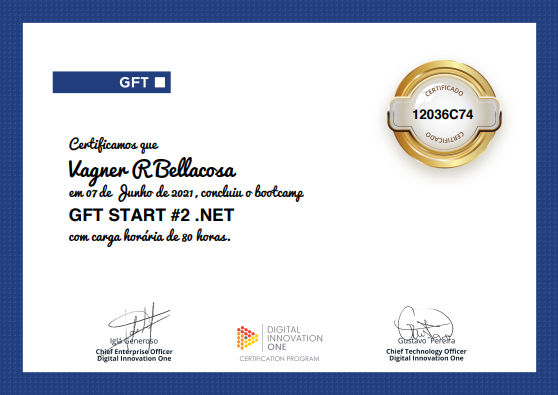 GFT
CERTIFICADO
12036C74
CERTIFICADO
Certificamos que
Vagner R Bellacosa
em 07 de Junho de 2021, concluiu o bootcamp
GFT START #2 .NET
com carga horária de 80 horas.
Iglá Generoso
Chief Enterprise Officer
Digital Innovation One
DIGITAL
INNOVATION
ONE
CERTIFICATION PROGRAM
Gustavo Pereira
Chief Technology Officer
Digital Innovation One